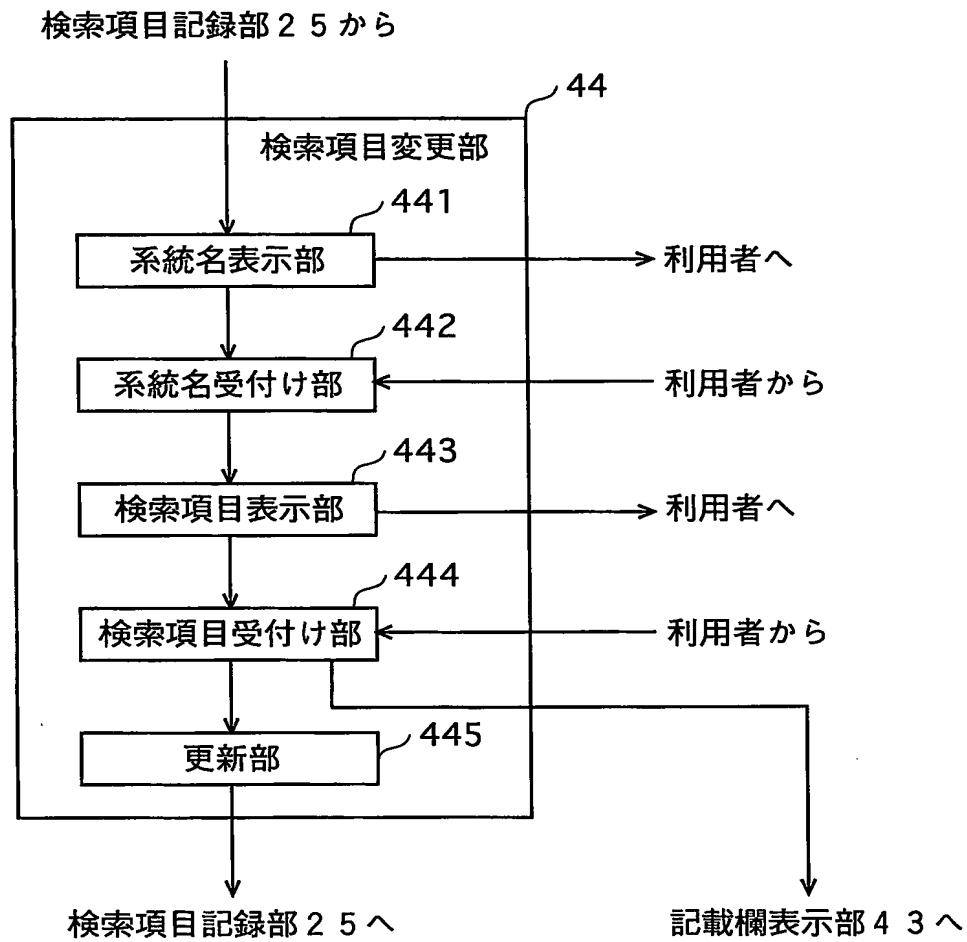 検索項目記録部２５から
44
検索項目変更部
441
系統名表示部
利用者へ
442
系統名受付け部
利用者から
443
検索項目表示部
利用者へ
444
検索項目受付け部
利用者から
445
更新部
検索項目記録部２５へ
記載欄表示部４３へ